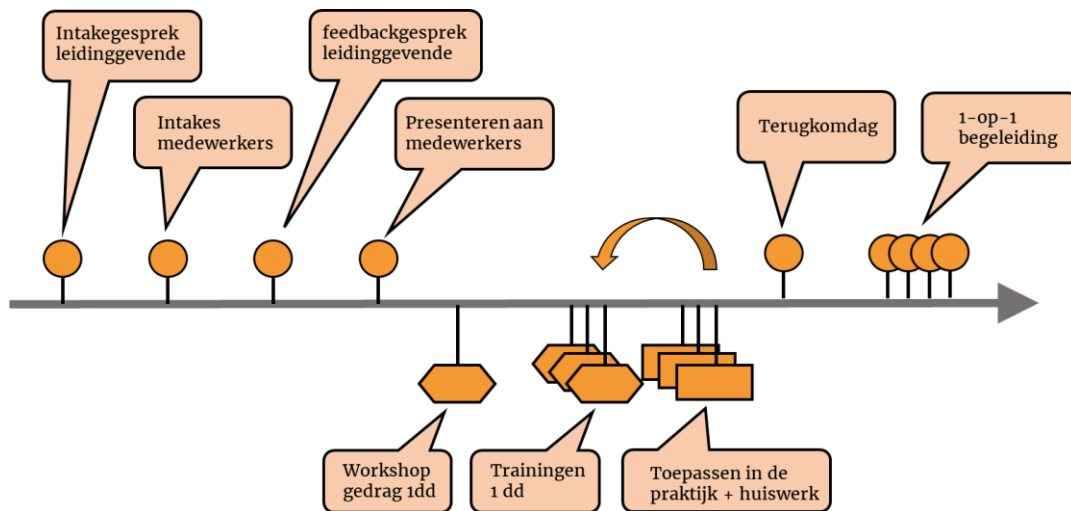 Intakegesprek
leidinggevende
feedbackgesprek
leidinggevende
Intakes
medewerkers
Presenteren aan
medewerkers
Terugkomdag
1-op-1
begeleiding
Workshop
gedrag 1dd
Trainingen
1 dd
Toepassen in de
praktijk + huiswerk